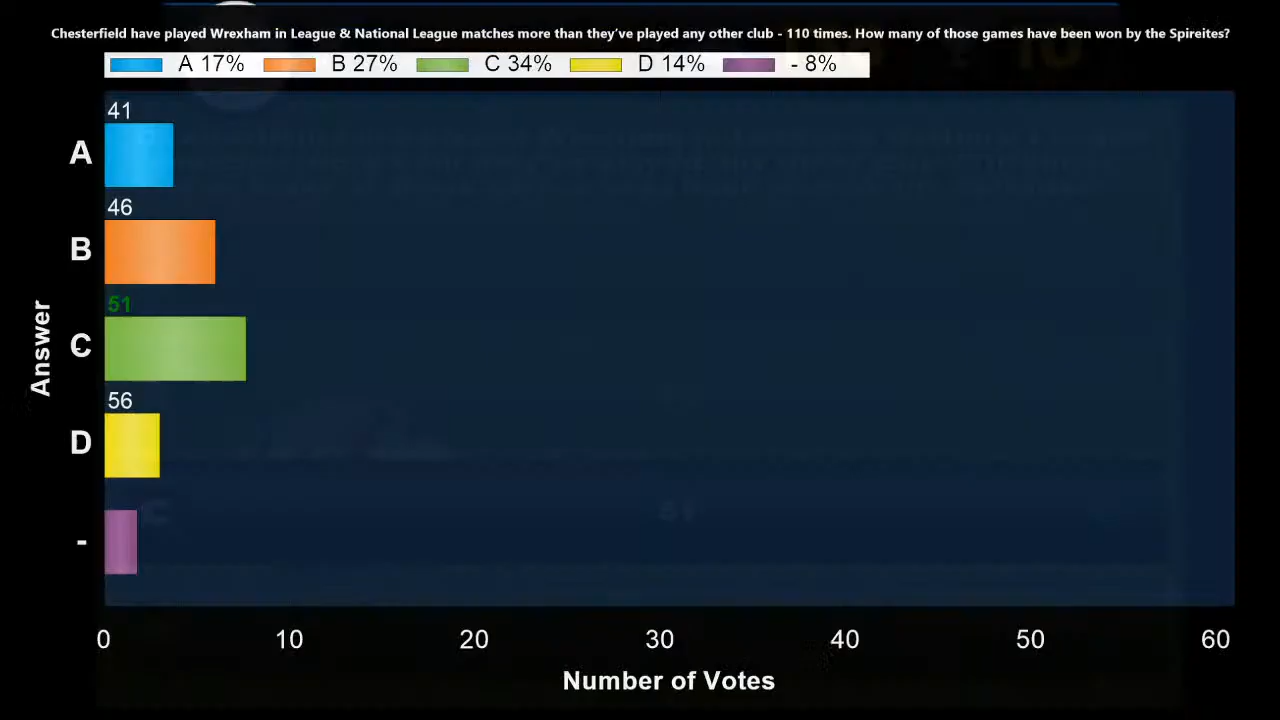 Chesterfield have played Wrexham in League & National League matches more than they've played any other club - 110 times. How many of those games have been won by the Spireites?
A 17% B 27% C 34% D 14% - 8%
41
A
46
B
51
C
56
D
-
Answer
0 10 20 30 40 50 60
Number of Votes